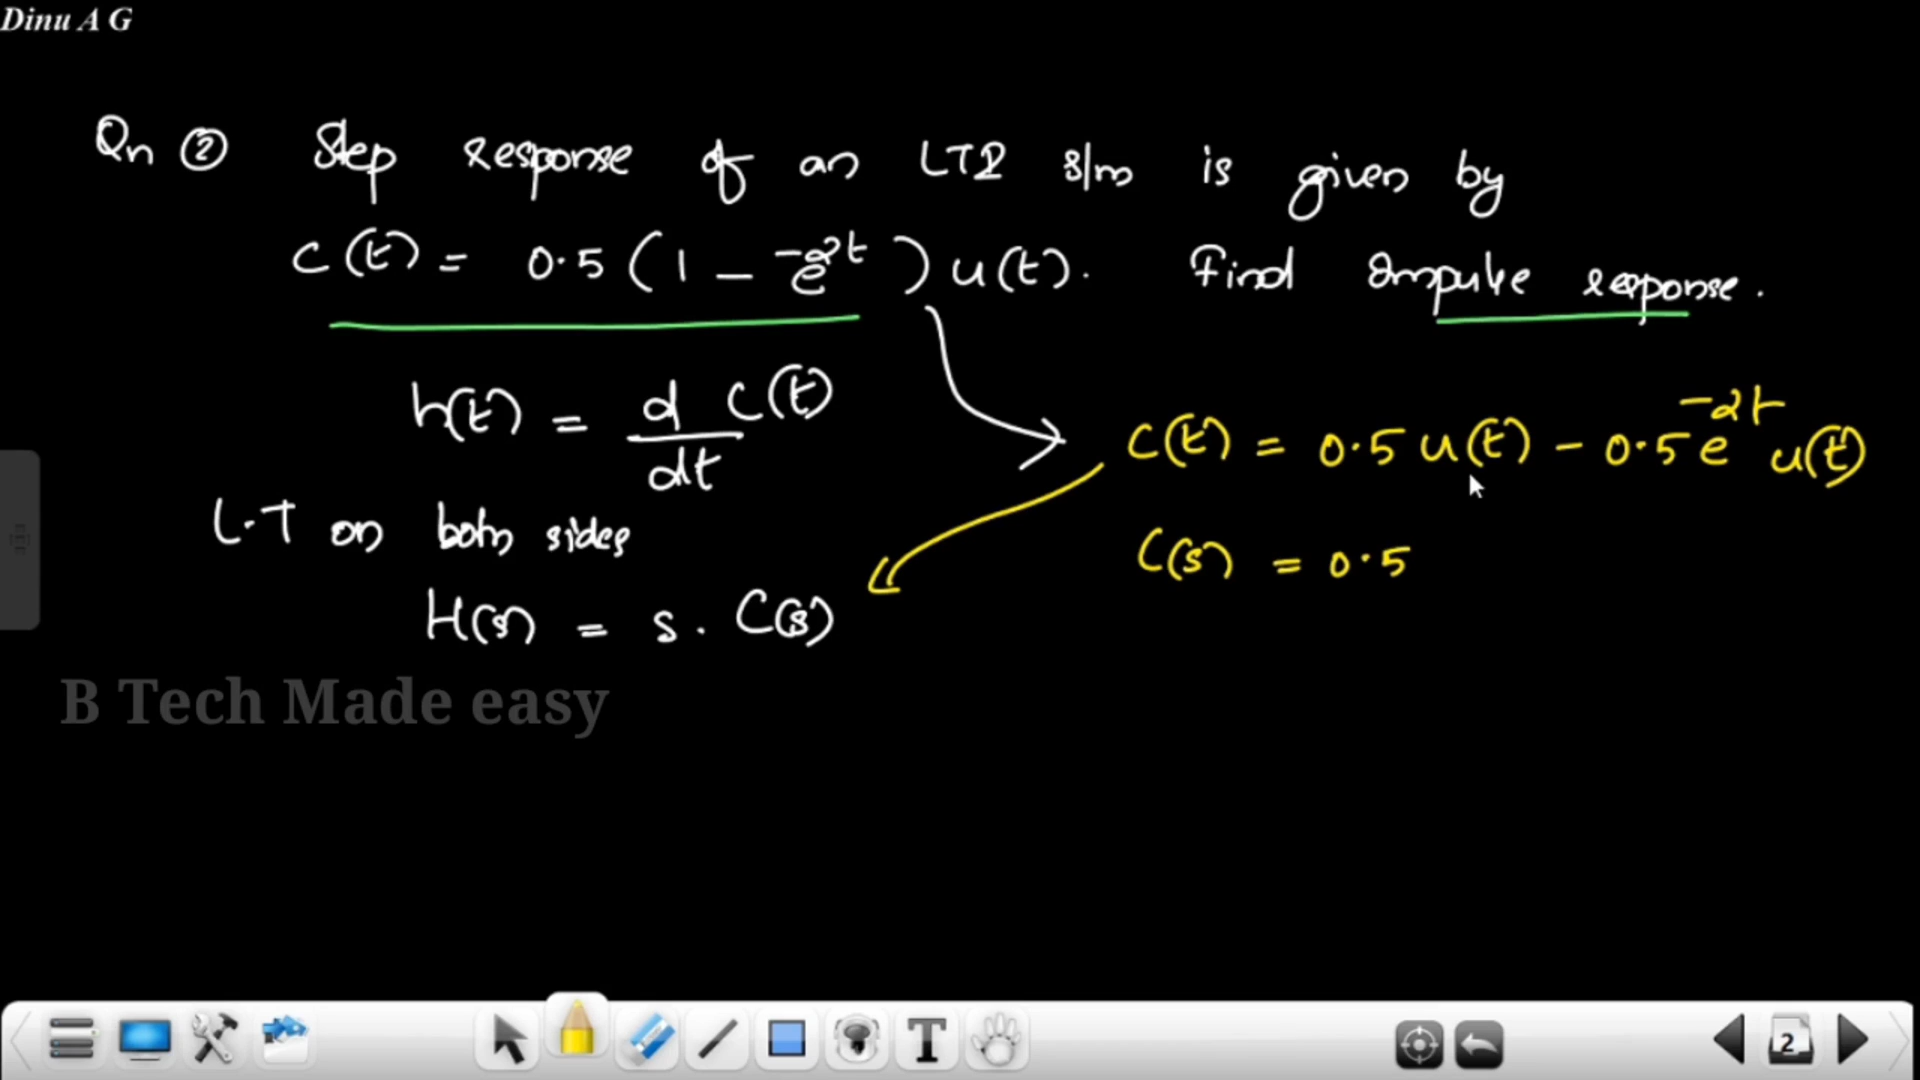 Dinu A G
Qn ② Step response of an LTI s/m is given by
c(t) = 0.5 (1 - e^-2t) u(t). Find Impulse response.
h(t) = d/dt c(t)
c(t) = 0.5 u(t) - 0.5 e^-2t u(t)
L.T on both sides
C(s) = 0.5
H(s) = s . C(s)
B Tech Made easy
T
2